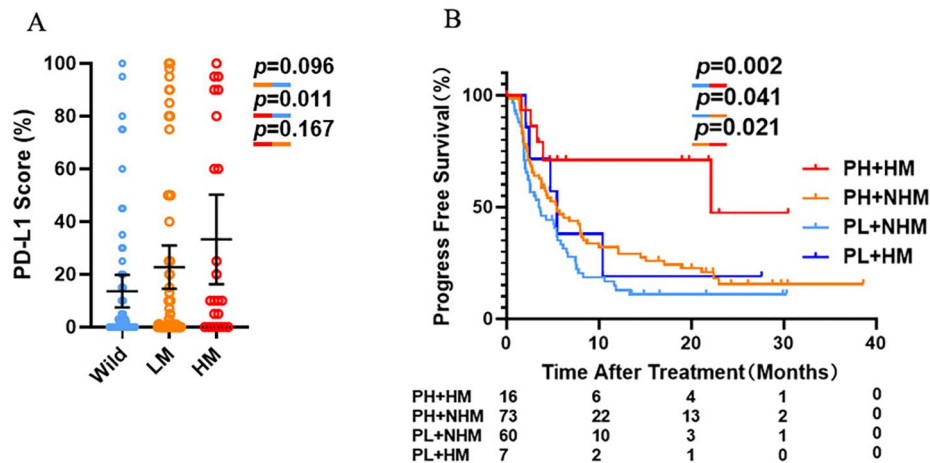 A
PD-L1 Score (%)
100
80
60
40
20
0
Wild
LM
HM
p=0.096
p=0.011
p=0.167
B
Progress Free Survival(%)
100
50
0
0 10 20 30 40
Time After Treatment(Months)
p=0.002
p=0.041
p=0.021
PH+HM
PH+NHM
PL+NHM
PL+HM
PH+HM 16 6 4 1 0
PH+NHM 73 22 13 2 0
PL+NHM 60 10 3 1 0
PL+HM 7 2 1 0 0